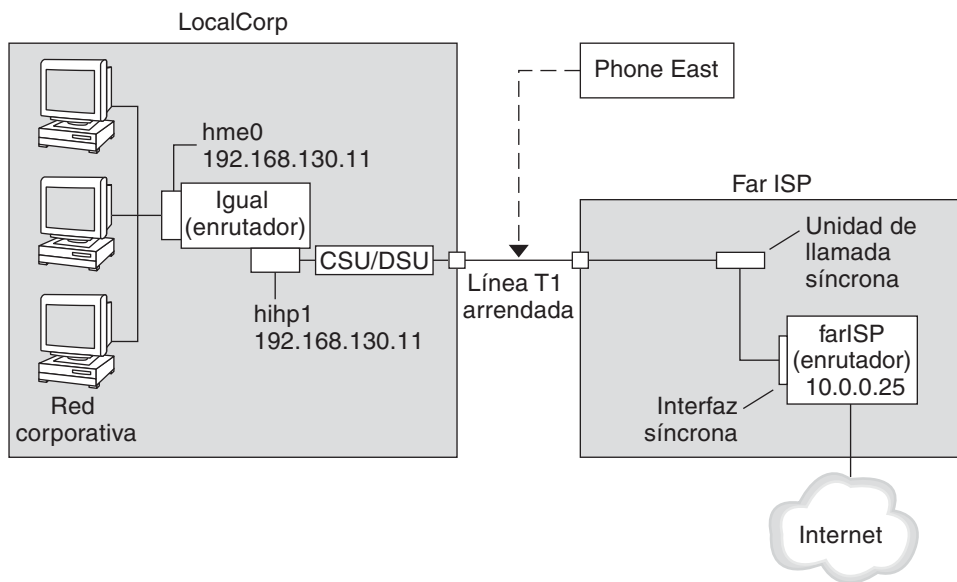 LocalCorp
hme0
192.168.130.11
Igual
(enrutador)
CSU/DSU
hihp1
192.168.130.11
Red
corporativa
Phone East
Línea T1
arrendada
Far ISP
Unidad de
llamada
síncrona
farISP
(enrutador)
10.0.0.25
Interfaz
síncrona
Internet